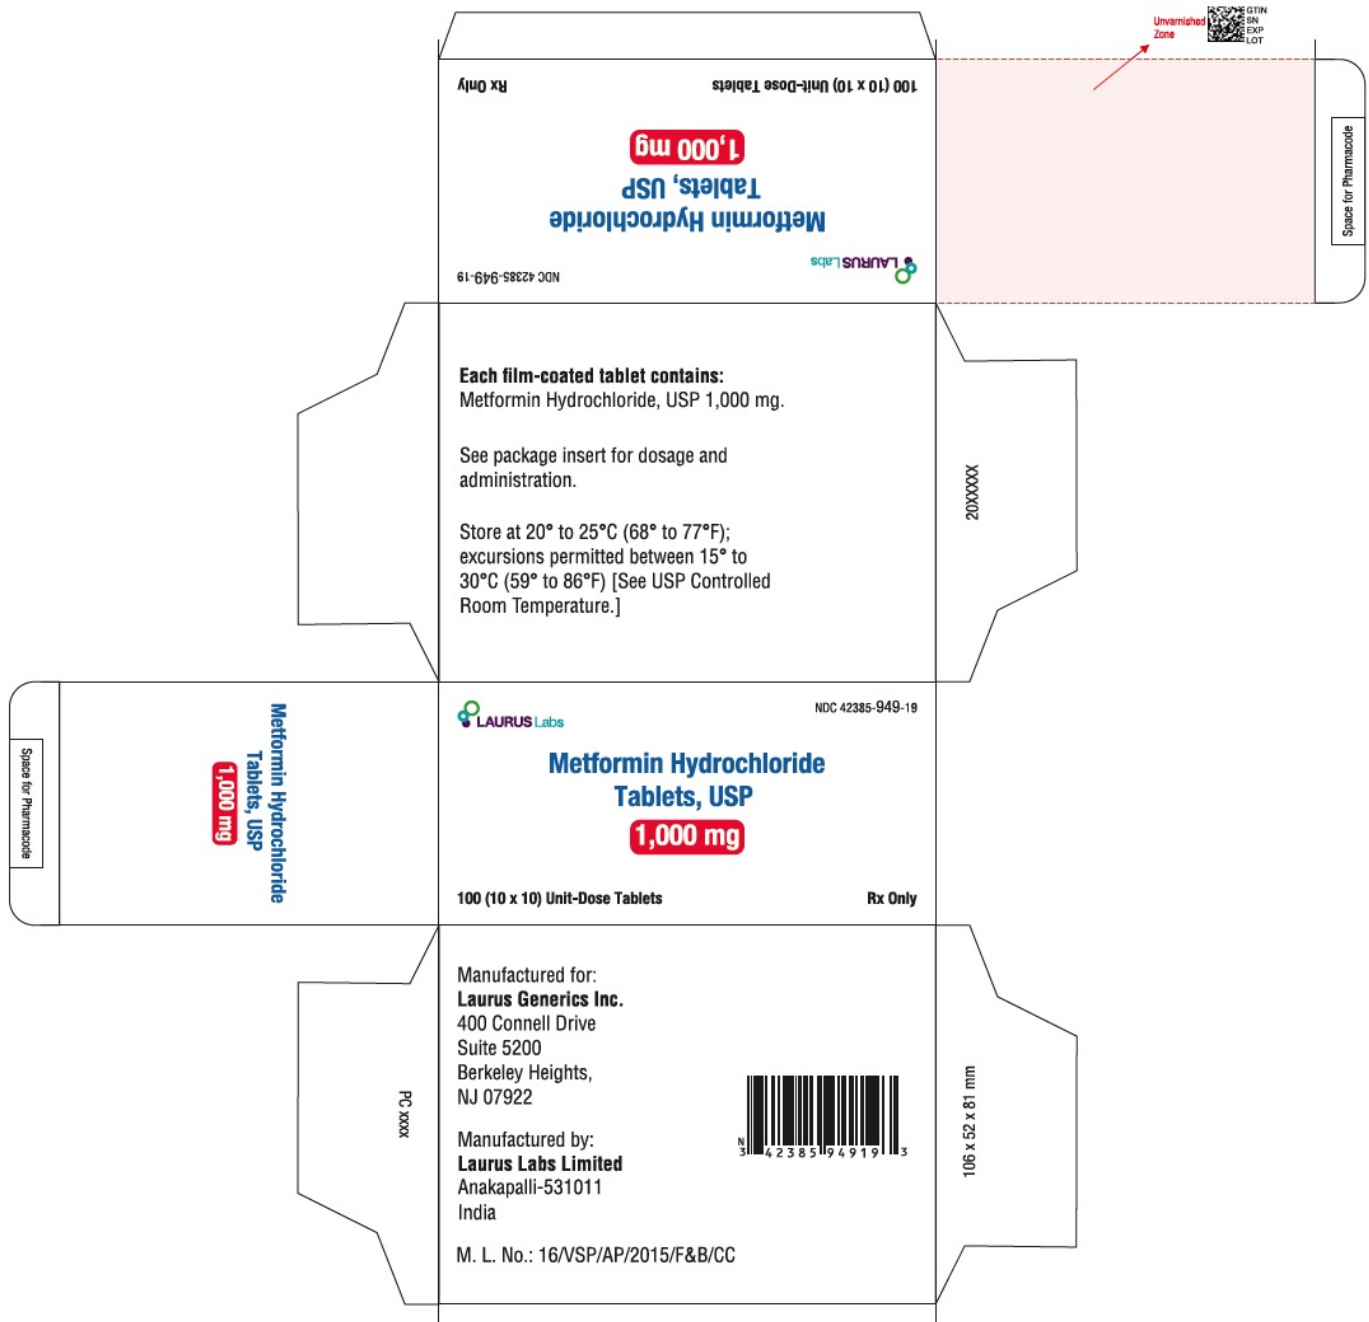 Unvarnished
Zone
GTIN
SN
EXP
LOT
Space for Pharmacode
100 (10 x 10) Unit-Dose Tablets
Rx Only
1,000 mg
Metformin Hydrochloride
Tablets, USP
LAURUS Labs
NDC 42385-949-19
Each film-coated tablet contains:
Metformin Hydrochloride, USP 1,000 mg.
See package insert for dosage and
administration.
Store at 20° to 25°C (68° to 77°F);
excursions permitted between 15° to
30°C (59° to 86°F) [See USP Controlled
Room Temperature.]
20XXXXX
Space for Pharmacode
Metformin Hydrochloride
Tablets, USP
1,000 mg
LAURUS Labs
NDC 42385-949-19
Metformin Hydrochloride
Tablets, USP
1,000 mg
100 (10 x 10) Unit-Dose Tablets
Rx Only
PC xxxx
Manufactured for:
Laurus Generics Inc.
400 Connell Drive
Suite 5200
Berkeley Heights,
NJ 07922
Manufactured by:
Laurus Labs Limited
Anakapalli-531011
India
M. L. No.: 16/VSP/AP/2015/F&B/CC
N
3 42385 94919 3
106 x 52 x 81 mm